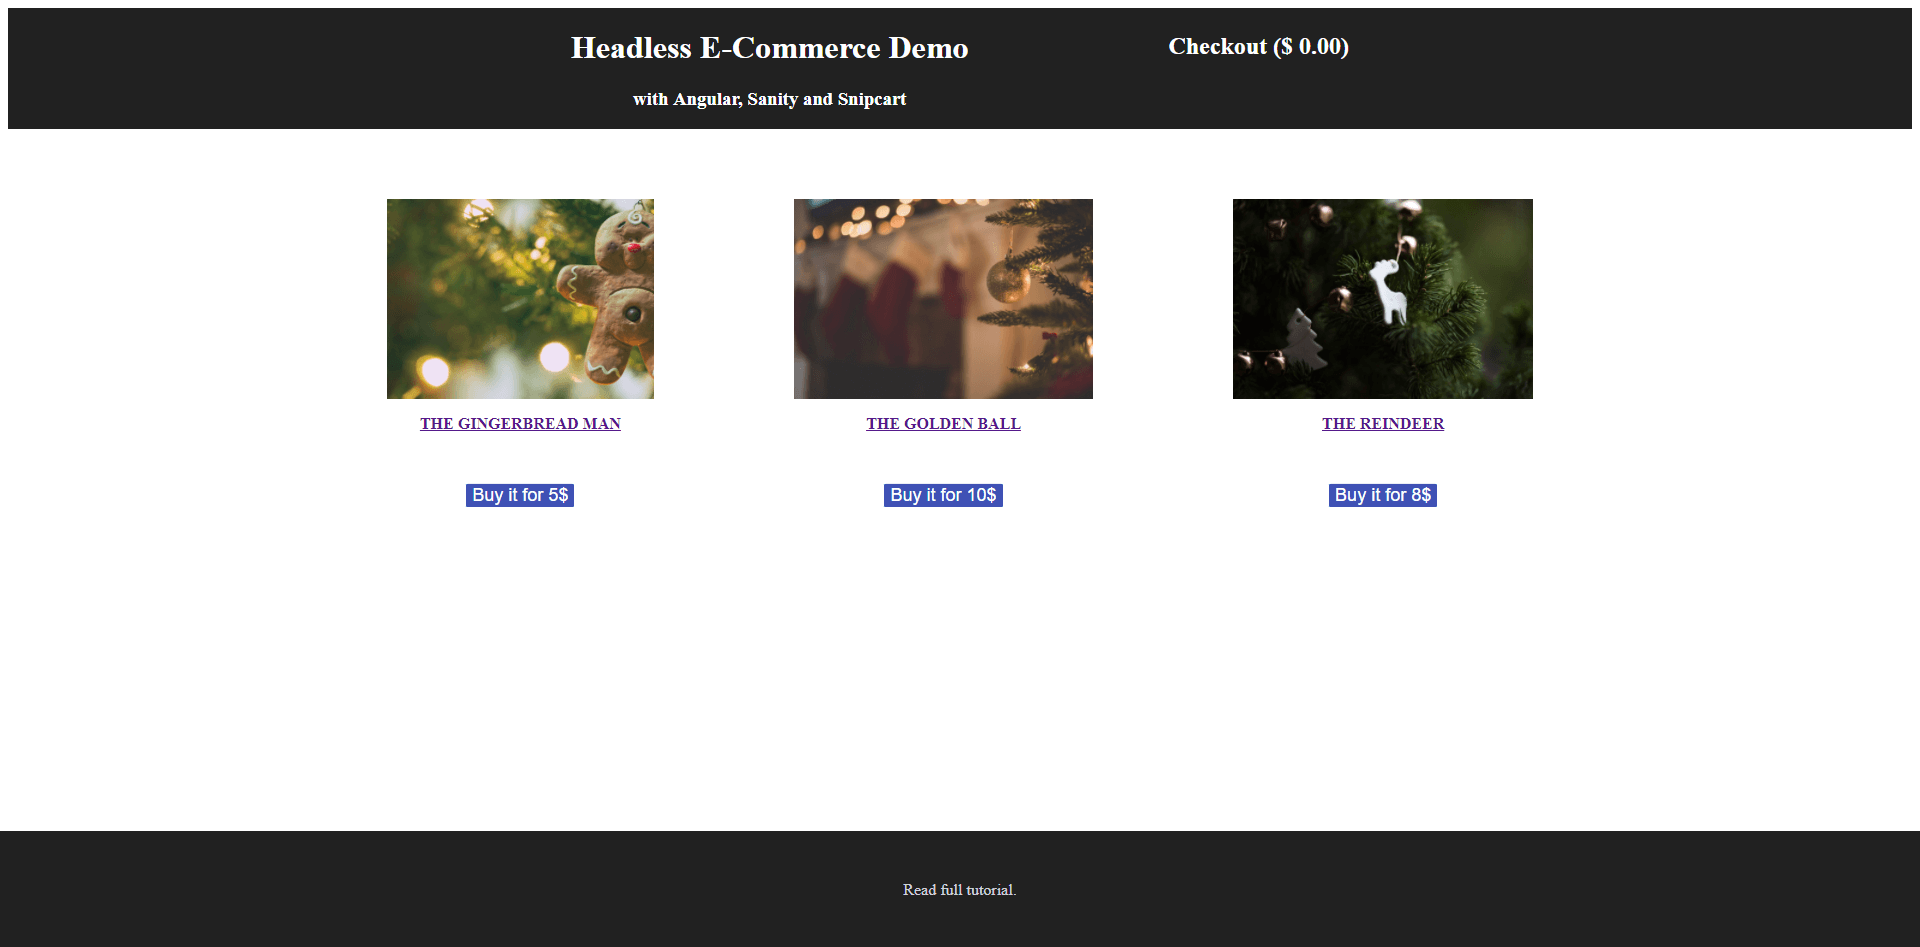 Headless E-Commerce Demo
Checkout ($ 0.00)
with Angular, Sanity and Snipcart
THE GINGERBREAD MAN
THE GOLDEN BALL
THE REINDEER
Buy it for 5$
Buy it for 10$
Buy it for 8$
Read full tutorial.